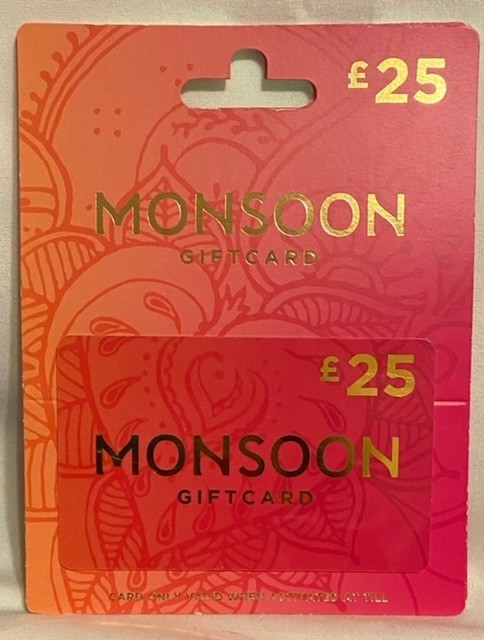 £25
MONSOON
GIFTCARD
£25
MONSOON
GIFTCARD
CARD ONLY VALID WHEN ACTIVATED AT TILL